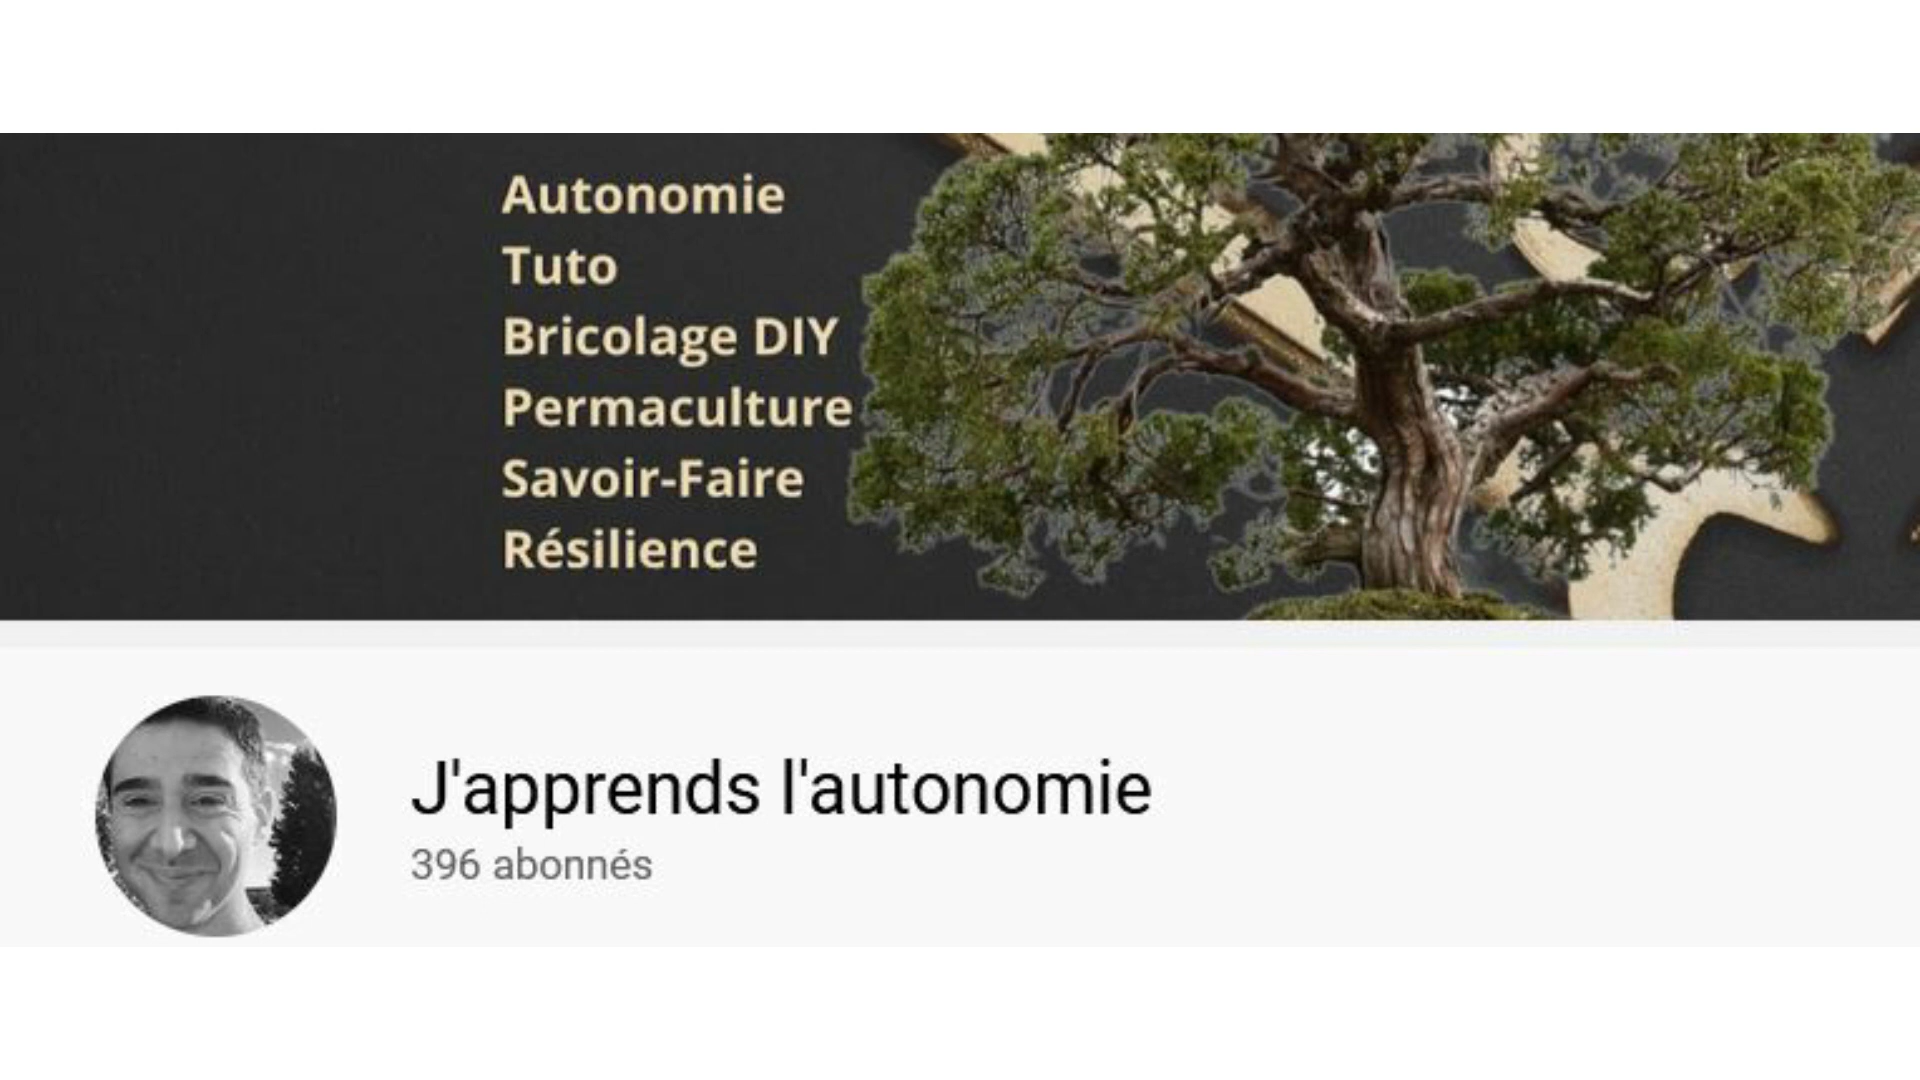 Autonomie
Tuto
Bricolage DIY
Permaculture
Savoir-Faire
Résilience
J'apprends l'autonomie
396 abonnés